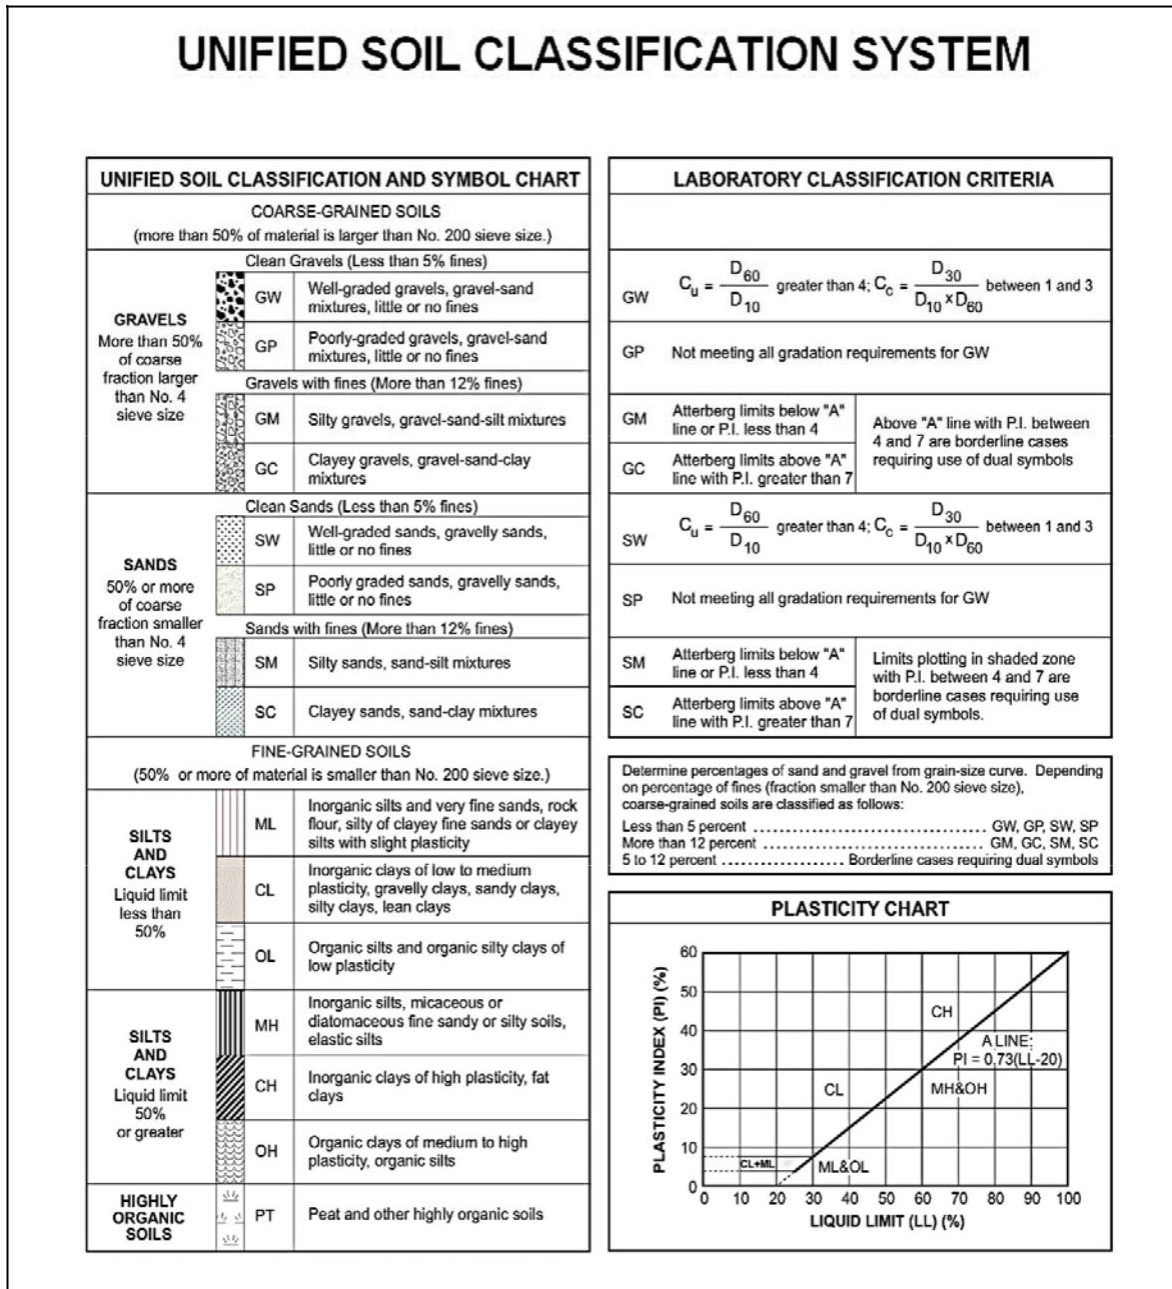 UNIFIED SOIL CLASSIFICATION SYSTEM
UNIFIED SOIL CLASSIFICATION AND SYMBOL CHART
COARSE-GRAINED SOILS
(more than 50% of material is larger than No. 200 sieve size.)
Clean Gravels (Less than 5% fines)
GRAVELS
More than 50%
of coarse
fraction larger
than No. 4
sieve size
GW
Well-graded gravels, gravel-sand
mixtures, little or no fines
GP
Poorly-graded gravels, gravel-sand
mixtures, little or no fines
Gravels with fines (More than 12% fines)
GM
Silty gravels, gravel-sand-silt mixtures
GC
Clayey gravels, gravel-sand-clay
mixtures
Clean Sands (Less than 5% fines)
SANDS
50% or more
of coarse
fraction smaller
than No. 4
sieve size
SW
Well-graded sands, gravelly sands,
little or no fines
SP
Poorly graded sands, gravelly sands,
little or no fines
Sands with fines (More than 12% fines)
SM
Silty sands, sand-silt mixtures
SC
Clayey sands, sand-clay mixtures
FINE-GRAINED SOILS
(50% or more of material is smaller than No. 200 sieve size.)
SILTS
AND
CLAYS
Liquid limit
less than
50%
ML
Inorganic silts and very fine sands, rock
flour, silty of clayey fine sands or clayey
silts with slight plasticity
CL
Inorganic clays of low to medium
plasticity, gravelly clays, sandy clays,
silty clays, lean clays
OL
Organic silts and organic silty clays of
low plasticity
SILTS
AND
CLAYS
Liquid limit
50%
or greater
MH
Inorganic silts, micaceous or
diatomaceous fine sandy or silty soils,
elastic silts
CH
Inorganic clays of high plasticity, fat
clays
OH
Organic clays of medium to high
plasticity, organic silts
HIGHLY
ORGANIC
SOILS
PT
Peat and other highly organic soils
LABORATORY CLASSIFICATION CRITERIA
GW
Cu = D60 / D10 greater than 4; Cc = D30 / D10 x D60 between 1 and 3
GP
Not meeting all gradation requirements for GW
GM
Atterberg limits below "A"
line or P.I. less than 4
GC
Atterberg limits above "A"
line with P.I. greater than 7
Above "A" line with P.I. between
4 and 7 are borderline cases
requiring use of dual symbols
SW
Cu = D60 / D10 greater than 4; Cc = D30 / D10 x D60 between 1 and 3
SP
Not meeting all gradation requirements for GW
SM
Atterberg limits below "A"
line or P.I. less than 4
SC
Atterberg limits above "A"
line with P.I. greater than 7
Limits plotting in shaded zone
with P.I. between 4 and 7 are
borderline cases requiring use
of dual symbols.
Determine percentages of sand and gravel from grain-size curve. Depending
on percentage of fines (fraction smaller than No. 200 sieve size),
coarse-grained soils are classified as follows:
Less than 5 percent .................................... GW, GP, SW, SP
More than 12 percent .................................. GM, GC, SM, SC
5 to 12 percent ................... Borderline cases requiring dual symbols
PLASTICITY CHART
PLASTICITY INDEX (PI) (%)
60
50
40
30
20
10
0
CH
A LINE:
PI = 0.73(LL-20)
CL
MH&OH
CL+ML
ML&OL
0 10 20 30 40 50 60 70 80 90 100
LIQUID LIMIT (LL) (%)